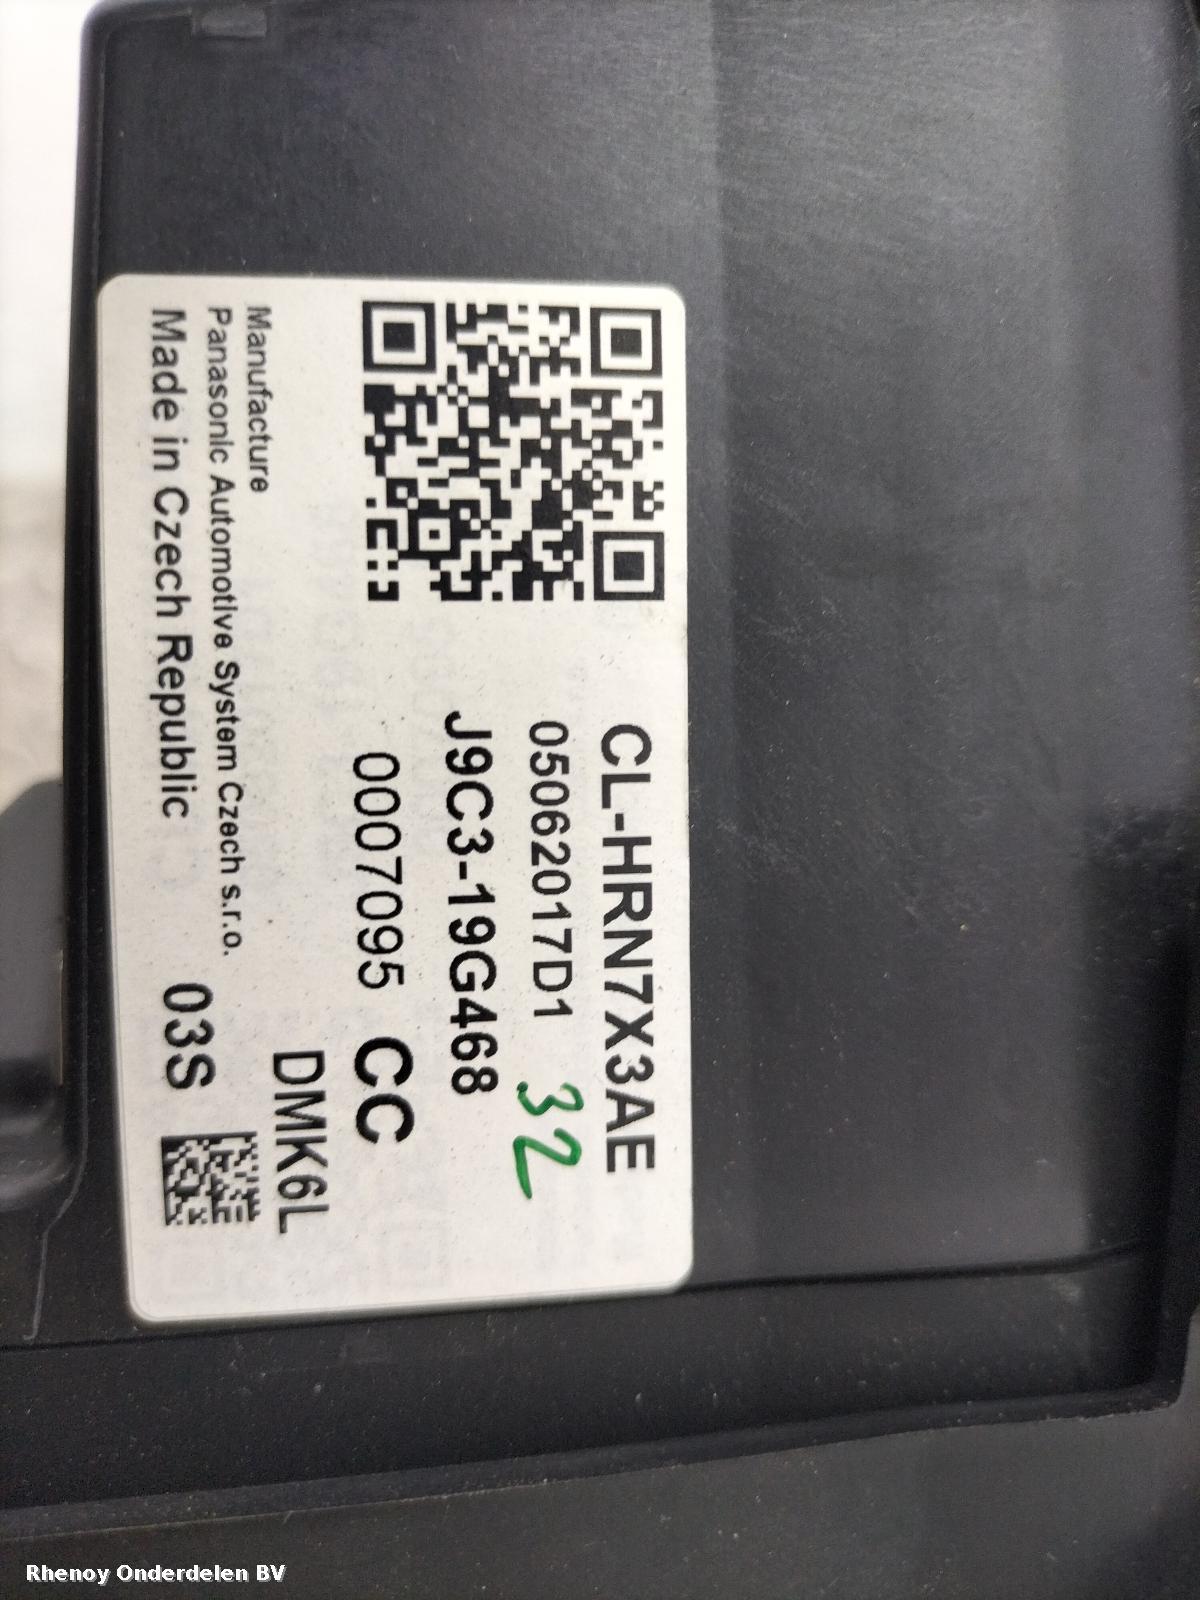 CL-HRN7X3AE
05062017D1 32
J9C3-19G468
0007095 CC
DMK6L
Manufacture
Panasonic Automotive System Czech s.r.o.
Made in Czech Republic 03S
Rhenoy Onderdelen BV